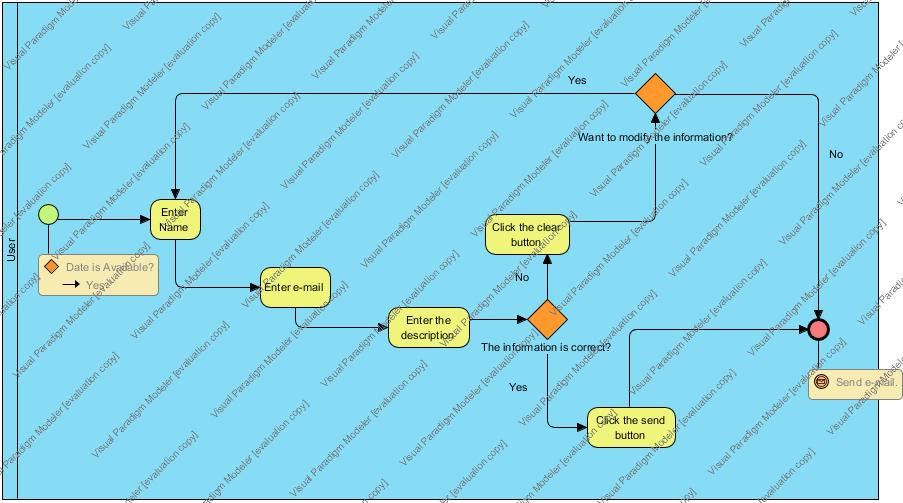 Yes
Want to modify the information?
No
Enter
Name
Click the clear
button
User
Date is Available?
Yes
No
Enter e-mail
Enter the
description
The information is correct?
Yes
Send e-mail.
Click the send
button
Visual Paradigm Modeler [evaluation copy]